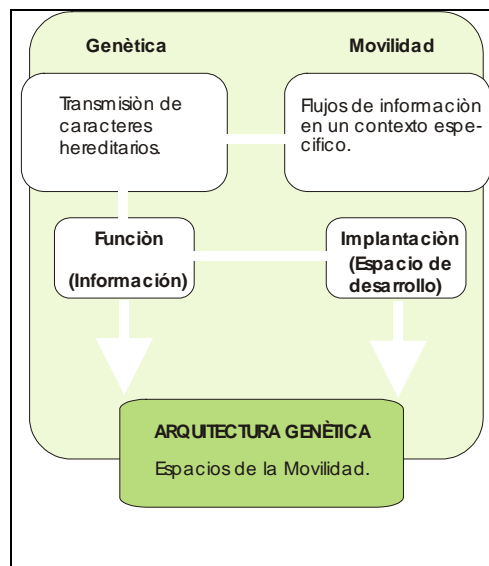 Genètica
Movilidad
Transmisiòn de
caracteres
hereditarios.
Flujos de informaciòn
en un contexto espe-
cifico.
Funciòn
(Información)
Implantaciòn
(Espacio de
desarrollo)
ARQUITECTURA GENÈTICA
Espacios de la Movilidad.